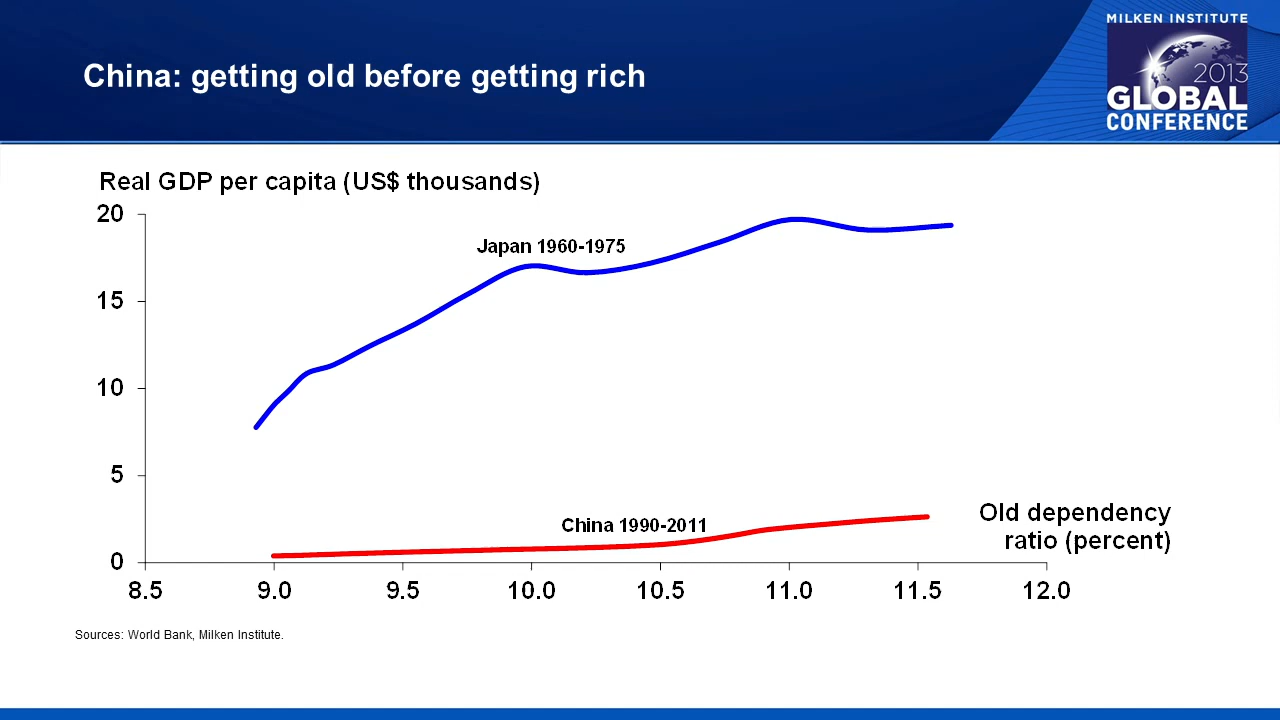 MILKEN INSTITUTE
2013
GLOBAL
CONFERENCE
China: getting old before getting rich
Real GDP per capita (US$ thousands)
20
Japan 1960-1975
15
10
5
China 1990-2011
Old dependency
ratio (percent)
0
8.5 9.0 9.5 10.0 10.5 11.0 11.5 12.0
Sources: World Bank, Milken Institute.